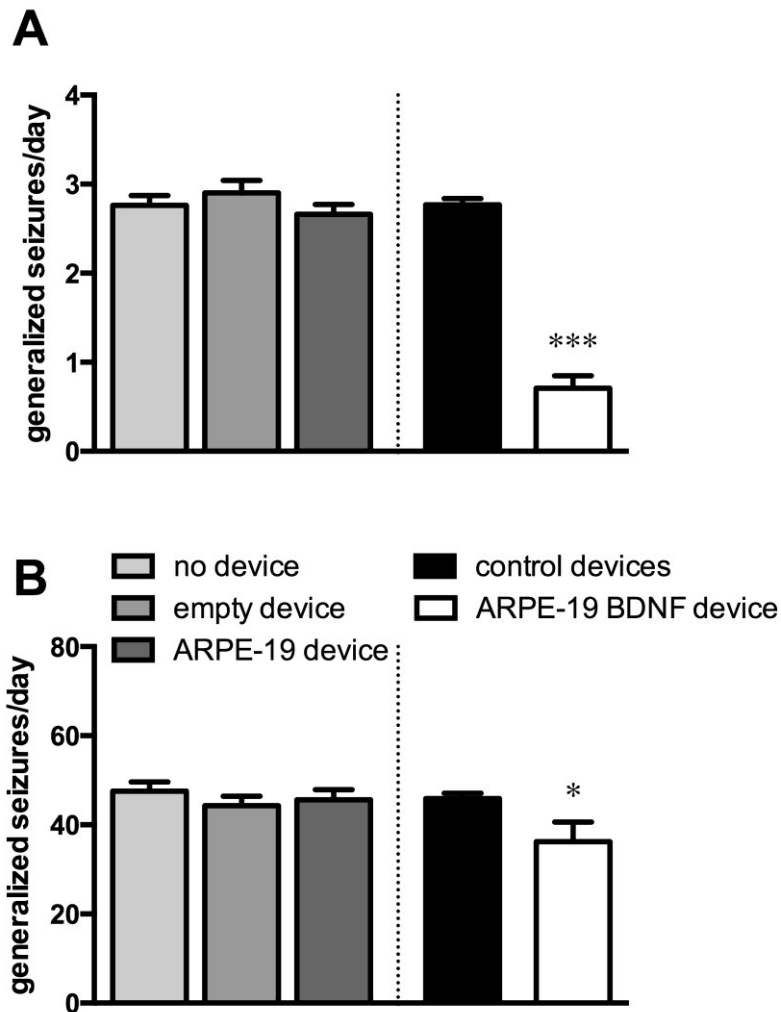 A
generalized seizures/day
4
3
2
1
0
***
B
no device
empty device
ARPE-19 device
control devices
ARPE-19 BDNF device
generalized seizures/day
80
60
40
20
0
*